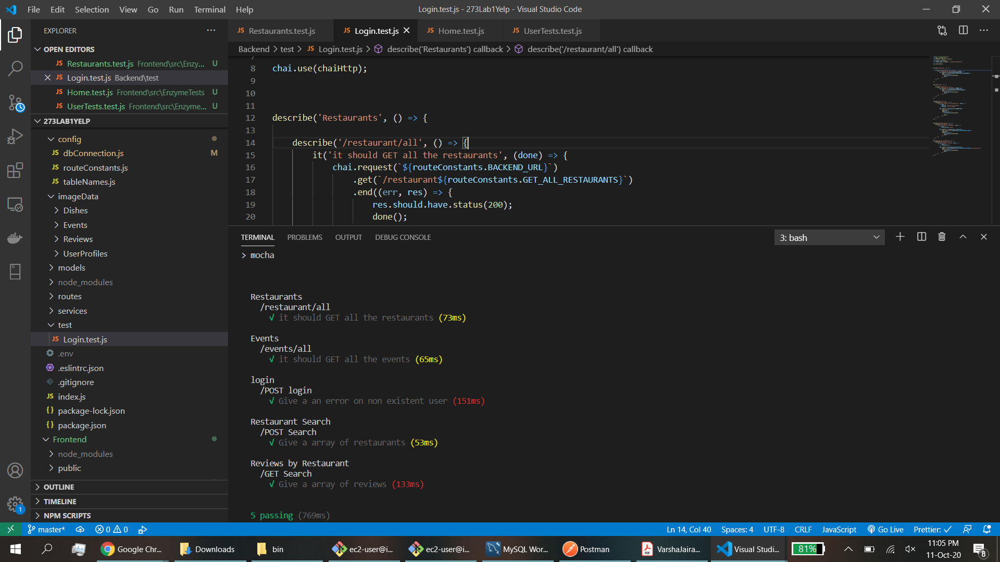 File Edit Selection View Go Run Terminal Help
Login.test.js - 273Lab1Yelp - Visual Studio Code
EXPLORER
OPEN EDITORS
JS Restaurants.test.js Frontend\src\Enzy... U
JS Login.test.js Backend\test
JS Home.test.js Frontend\src\EnzymeTests U
JS UserTests.test.js Frontend\src\Enzyme... U
273LAB1YELP
config
JS dbConnection.js M
JS routeConstants.js
JS tableNames.js
imageData
Dishes
Events
Reviews
UserProfiles
models
node_modules
routes
services
test
JS Login.test.js
.env
.eslintrc.json
.gitignore
JS index.js
{} package-lock.json
{} package.json
Frontend
node_modules
public
OUTLINE
TIMELINE
NPM SCRIPTS
JS Restaurants.test.js JS Login.test.js JS Home.test.js JS UserTests.test.js
Backend > test > JS Login.test.js > describe('Restaurants') callback > describe('/restaurant/all') callback
7
8 chai.use(chaiHttp);
9
10
11
12 describe('Restaurants', () => {
13
14 describe('/restaurant/all', () => {
15 it('it should GET all the restaurants', (done) => {
16 chai.request(`${routeConstants.BACKEND_URL}`)
17 .get(`/restaurant${routeConstants.GET_ALL_RESTAURANTS}`)
18 .end((err, res) => {
19 res.should.have.status(200);
20 done();
TERMINAL PROBLEMS OUTPUT DEBUG CONSOLE
3: bash
> mocha
Restaurants
/restaurant/all
√ it should GET all the restaurants (73ms)
Events
/events/all
√ it should GET all the events (65ms)
login
/POST login
√ Give a an error on non existent user (151ms)
Restaurant Search
/POST Search
√ Give a array of restaurants (53ms)
Reviews by Restaurant
/GET Search
√ Give a array of reviews (133ms)
5 passing (769ms)
1
master* 0 0
Ln 14, Col 40 Spaces: 4 UTF-8 CRLF JavaScript Go Live Prettier: ✓
Google Chr... Downloads bin ec2-user@i... ec2-user@i... MySQL Wor... Postman VarshaJaira... Visual Studi... 81%
11:05 PM
11-Oct-20
8